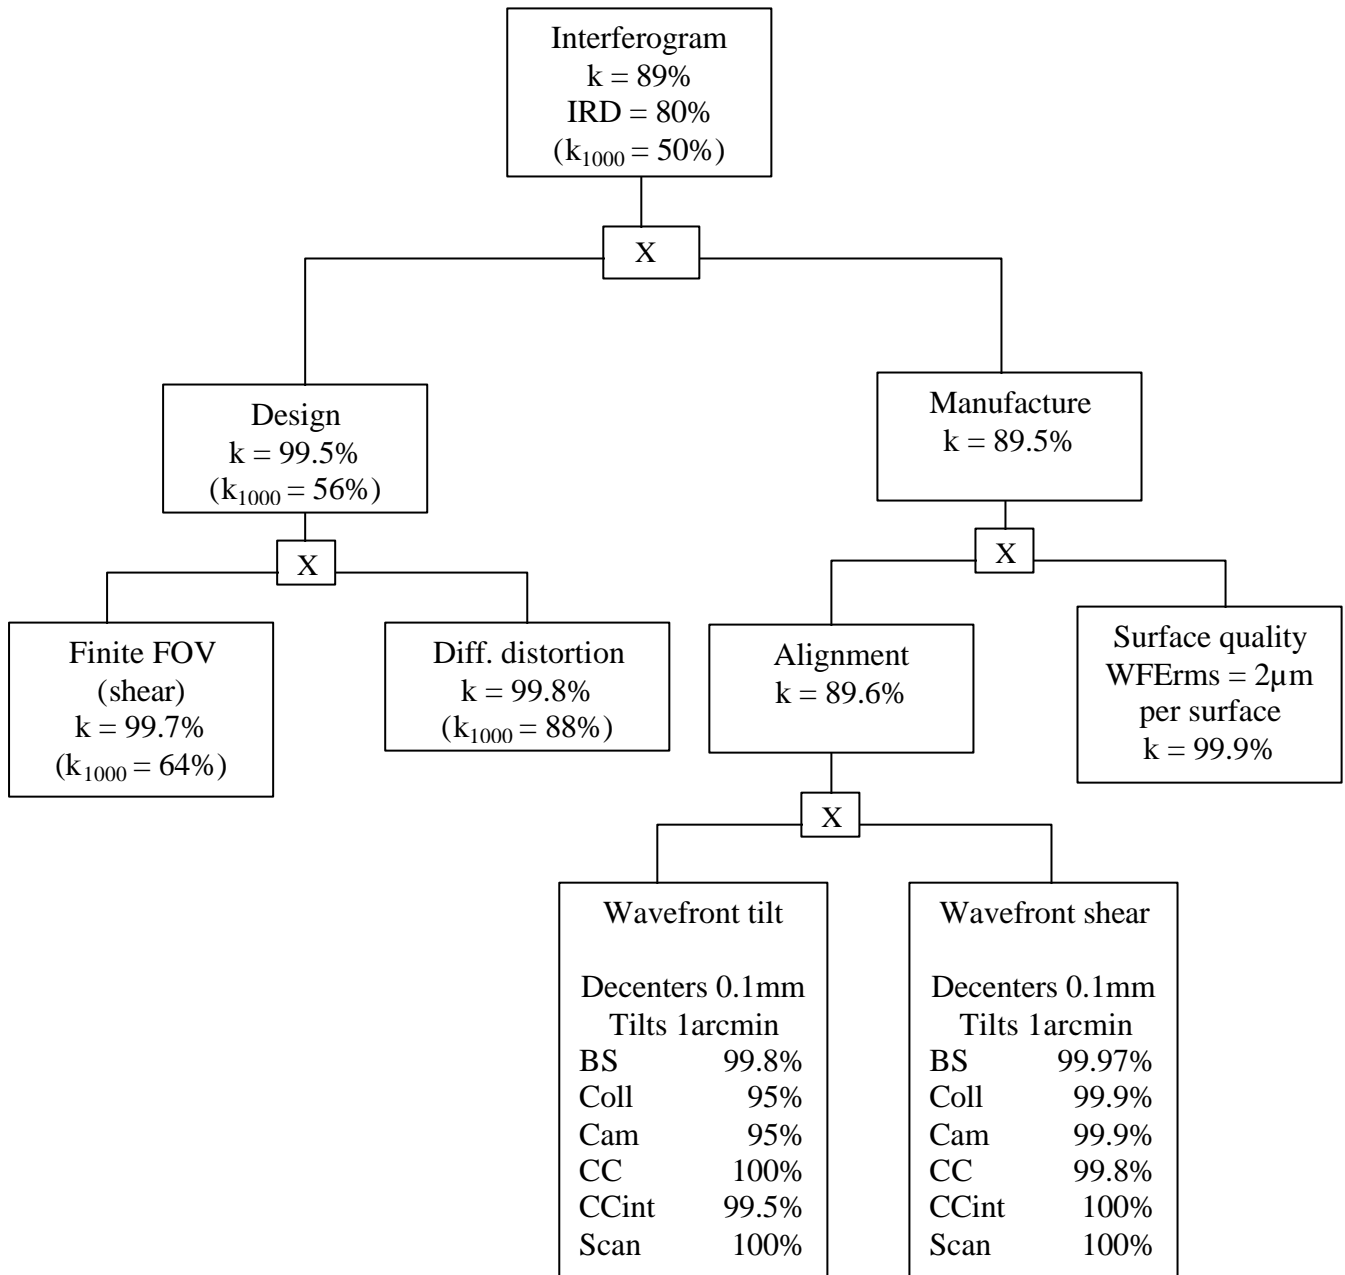 Interferogram
k = 89%
IRD = 80%
(k1000 = 50%)
X
Design
k = 99.5%
(k1000 = 56%)
Manufacture
k = 89.5%
X
X
Finite FOV
(shear)
k = 99.7%
(k1000 = 64%)
Diff. distortion
k = 99.8%
(k1000 = 88%)
Alignment
k = 89.6%
Surface quality
WFErms = 2µm
per surface
k = 99.9%
X
Wavefront tilt
Decenters 0.1mm
Tilts 1arcmin
BS 99.8%
Coll 95%
Cam 95%
CC 100%
CCint 99.5%
Scan 100%
Wavefront shear
Decenters 0.1mm
Tilts 1arcmin
BS 99.97%
Coll 99.9%
Cam 99.9%
CC 99.8%
CCint 100%
Scan 100%